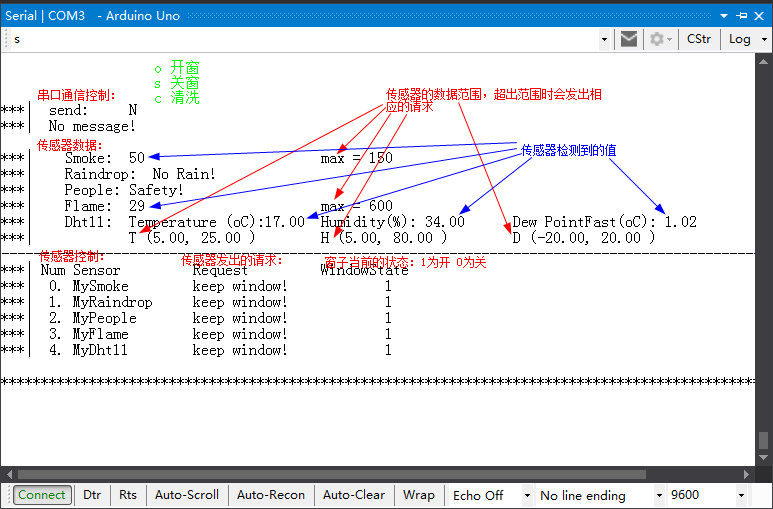 Serial | COM3 - Arduino Uno
s CStr Log
o 开窗
s 关窗
c 清洗
串口通信控制:
***| send: N
***| No message!
传感器的数据范围，超出范围时会发出相
应的请求
传感器数据:
传感器检测到的值
***| Smoke: 50 max = 150
***| Raindrop: No Rain!
***| People: Safety!
***| Flame: 29 max = 600
***| Dht11: Temperature (oC):17.00 Humidity(%): 34.00 Dew PointFast(oC): 1.02
***| T (5.00, 25.00 ) H (5.00, 80.00 ) D (-20.00, 20.00 )
传感器控制:
传感器发出的请求:
窗子当前的状态: 1为开 0为关
***| Num Sensor Request WindowState
***| 0. MySmoke keep window! 1
***| 1. MyRaindrop keep window! 1
***| 2. MyPeople keep window! 1
***| 3. MyFlame keep window! 1
***| 4. MyDht11 keep window! 1
***********************************************************************************************
Connect Dtr Rts Auto-Scroll Auto-Recon Auto-Clear Wrap Echo Off No line ending 9600